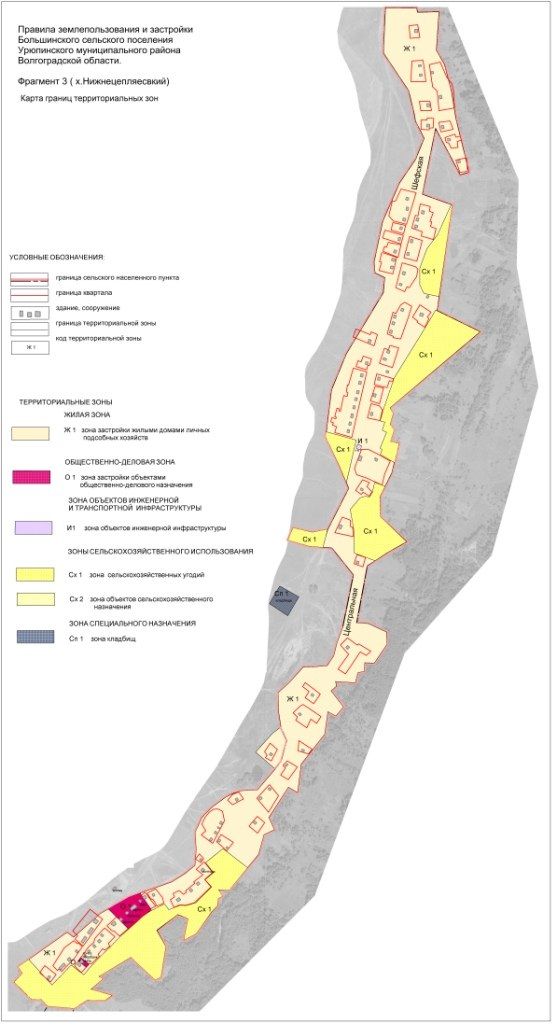 Правила землепользования и застройки
Большинского сельского поселения
Урюпинского муниципального района
Волгоградской области.
Фрагмент 3 ( х.Нижнецепляесвкий)
Карта границ территориальных зон
УСЛОВНЫЕ ОБОЗНАЧЕНИЯ:
граница сельского населенного пункта
граница квартала
здание, сооружение
граница территориальной зоны
Ж 1
код территориальной зоны
ТЕРРИТОРИАЛЬНЫЕ ЗОНЫ
ЖИЛАЯ ЗОНА
Ж 1 зона застройки жилыми домами личных
подсобных хозяйств
ОБЩЕСТВЕННО-ДЕЛОВАЯ ЗОНА
О 1 зона застройки объектами
общественно-делового назначения
ЗОНА ОБЪЕКТОВ ИНЖЕНЕРНОЙ
И ТРАНСПОРТНОЙ ИНФРАСТРУКТУРЫ
И1 зона объектов инженерной инфраструктуры
ЗОНЫ СЕЛЬСКОХОЗЯЙСТВЕННОГО ИСПОЛЬЗОВАНИЯ
Сх 1 зона сельскохозяйственных угодий
Сх 2 зона объектов сельскохозяйственного
назначения
ЗОНА СПЕЦИАЛЬНОГО НАЗНАЧЕНИЯ
Сп 1 зона кладбищ
Ж 1
Шефская
Сх 1
Сх 1
И 1
Сх 1
Сх 1
Сх 1
Сп 1
Центральная
Ж 1
Сх 1
Ж 1